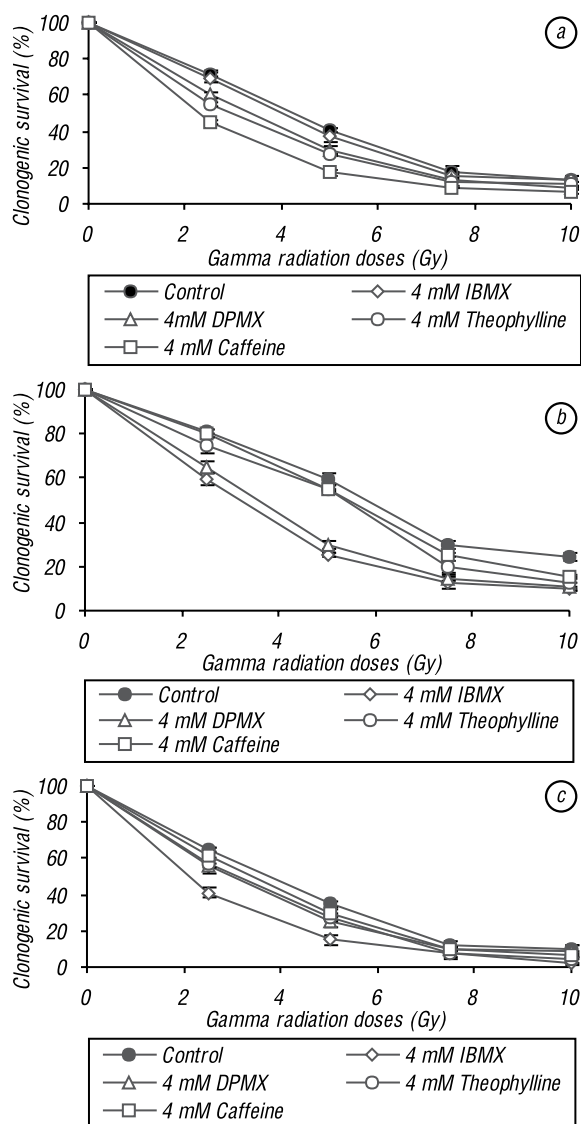 100
80
60
40
20
0
Clonogenic survival (%)
a
0 2 4 6 8 10
Gamma radiation doses (Gy)
Control 4 mM IBMX
4mM DPMX 4 mM Theophylline
4 mM Caffeine
100
80
60
40
20
0
Clonogenic survival (%)
b
0 2 4 6 8 10
Gamma radiation doses (Gy)
Control 4 mM IBMX
4 mM DPMX 4 mM Theophylline
4 mM Caffeine
100
80
60
40
20
0
Clonogenic survival (%)
c
0 2 4 6 8 10
Gamma radiation doses (Gy)
Control 4 mM IBMX
4 mM DPMX 4 mM Theophylline
4 mM Caffeine